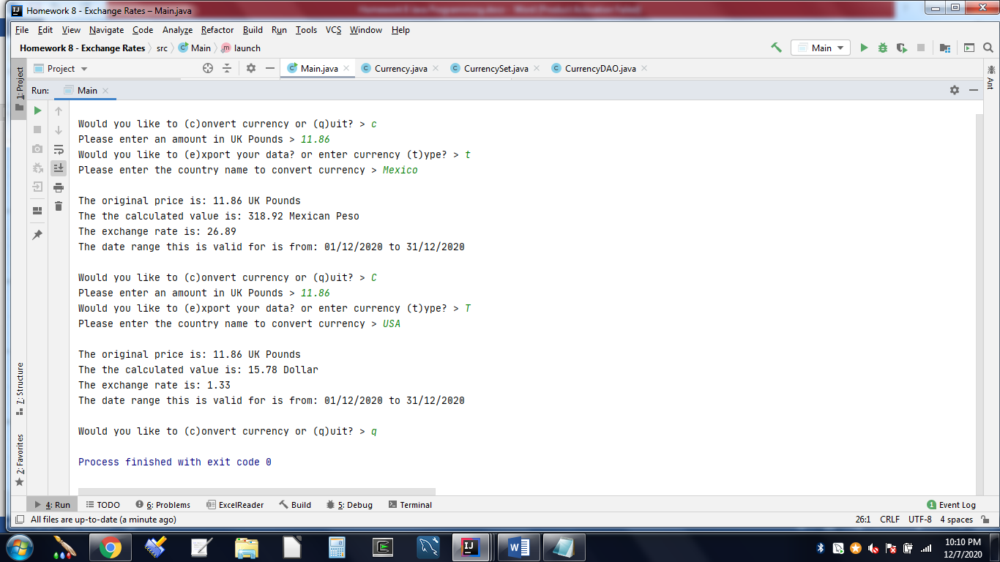 Homework 8 - Exchange Rates – Main.java
File Edit View Navigate Code Analyze Refactor Build Run Tools VCS Window Help
Homework 8 - Exchange Rates src Main launch
Main
Project
Main.java Currency.java CurrencySet.java CurrencyDAO.java
1: Project
Ant
Run: Main
Would you like to (c)onvert currency or (q)uit? > c
Please enter an amount in UK Pounds > 11.86
Would you like to (e)xport your data? or enter currency (t)ype? > t
Please enter the country name to convert currency > Mexico
The original price is: 11.86 UK Pounds
The the calculated value is: 318.92 Mexican Peso
The exchange rate is: 26.89
The date range this is valid for is from: 01/12/2020 to 31/12/2020
Would you like to (c)onvert currency or (q)uit? > C
Please enter an amount in UK Pounds > 11.86
Would you like to (e)xport your data? or enter currency (t)ype? > T
Please enter the country name to convert currency > USA
The original price is: 11.86 UK Pounds
The the calculated value is: 15.78 Dollar
The exchange rate is: 1.33
The date range this is valid for is from: 01/12/2020 to 31/12/2020
Would you like to (c)onvert currency or (q)uit? > q
Process finished with exit code 0
7: Structure
2: Favorites
4: Run TODO 6: Problems ExcelReader Build 5: Debug Terminal
1 Event Log
All files are up-to-date (a minute ago)
26:1 CRLF UTF-8 4 spaces
10:10 PM
12/7/2020